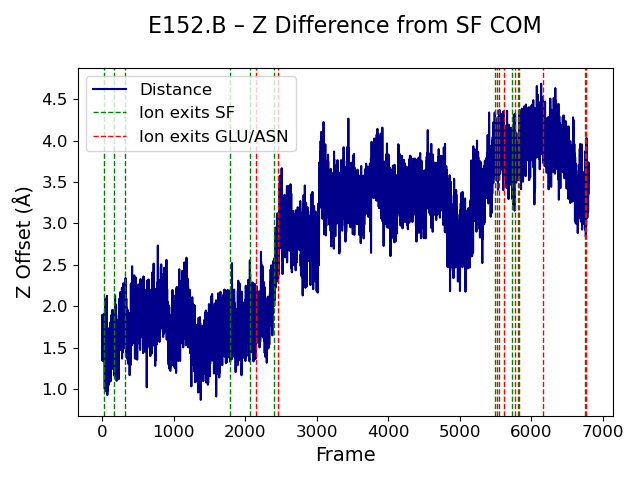 E152.B – Z Difference from SF COM
Distance
Ion exits SF
Ion exits GLU/ASN
4.5
4.0
3.5
3.0
2.5
2.0
1.5
1.0
Z Offset (Å)
0 1000 2000 3000 4000 5000 6000 7000
Frame